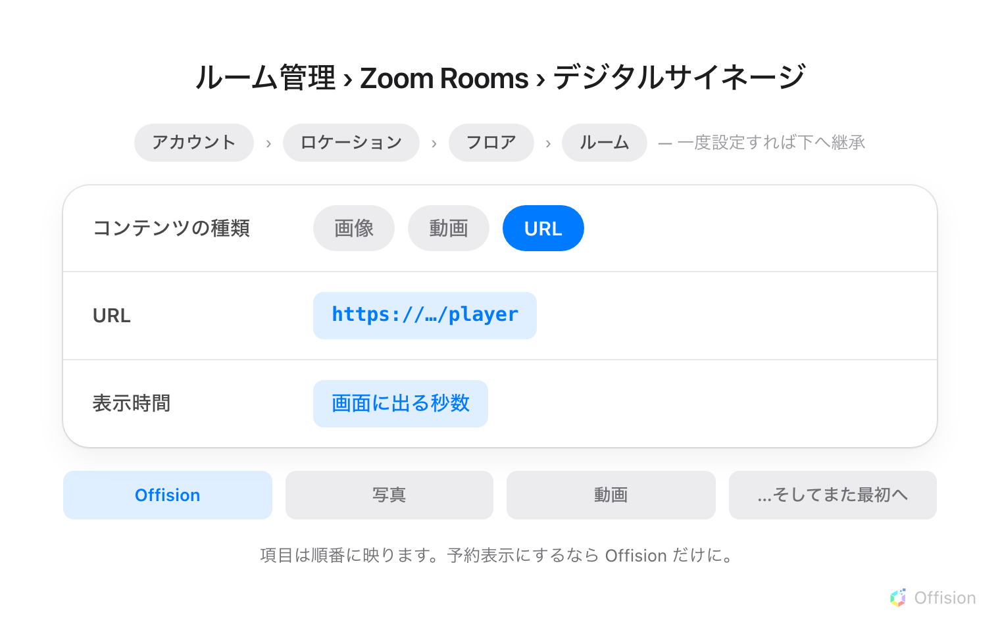 ルーム管理 › Zoom Rooms › デジタルサイネージ
アカウント › ロケーション › フロア › ルーム — 一度設定すれば下へ継承
コンテンツの種類 画像 動画 URL
URL https://…/player
表示時間 画面に出る秒数
Offision 写真 動画 …そしてまた最初へ
項目は順番に映ります。予約表示にするなら Offision だけに。
Offision